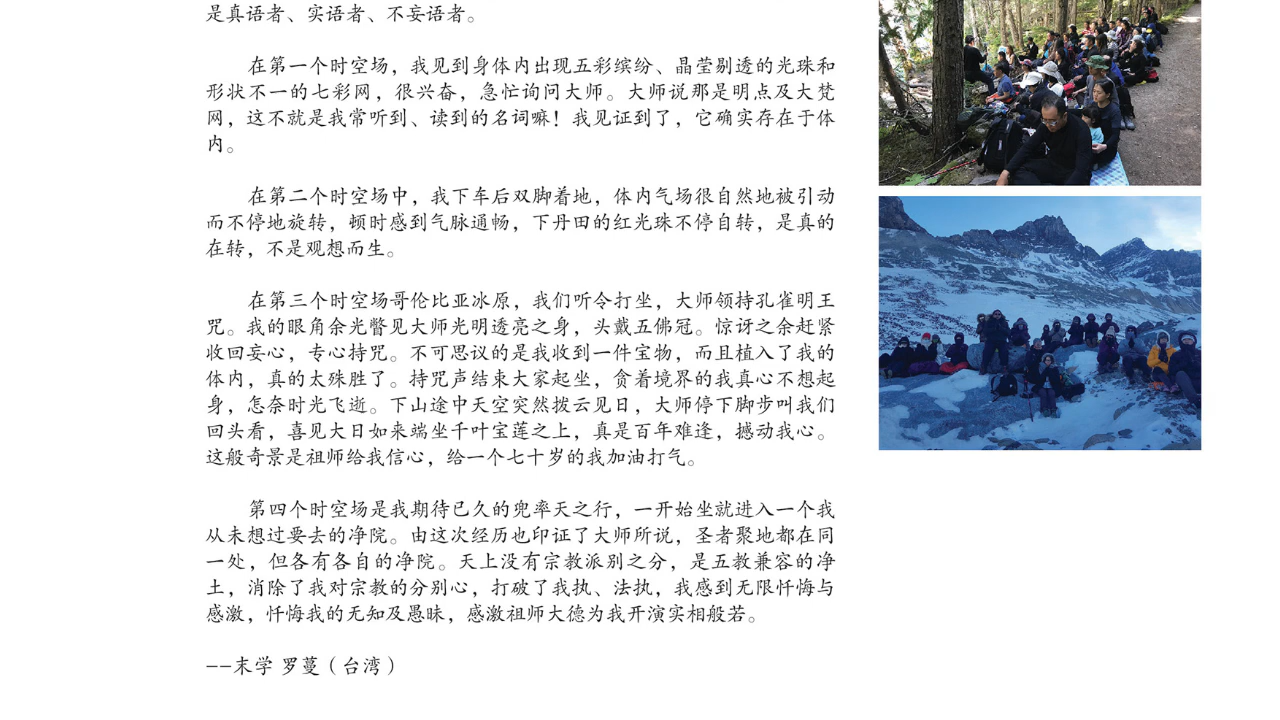 是真语者、实语者、不妄语者。
在第一个时空场，我见到身体内出现五彩缤纷、晶莹剔透的光珠和
形状不一的七彩网，很兴奋，急忙询问大师。大师说那是明点及大梵
网，这不就是我常听到、读到的名词嘛！我见证到了，它确实存在于体
内。
在第二个时空场中，我下车后双脚着地，体内气场很自然地被引动
而不停地旋转，顿时感到气脉通畅，下丹田的红光珠不停自转，是真的
在转，不是观想而生。
在第三个时空场哥伦比亚冰原，我们听令打坐，大师领持孔雀明王
咒。我的眼角余光瞥见大师光明透亮之身，头戴五佛冠。惊讶之余赶紧
收回妄心，专心持咒。不可思议的是我收到一件宝物，而且植入了我的
体内，真的太殊胜了。持咒声结束大家起坐，贪着境界的我真心不想起
身，怎奈时光飞逝。下山途中天空突然拨云见日，大师停下脚步叫我们
回头看，喜见大日如来端坐千叶宝莲之上，真是百年难逢，撼动我心。
这般奇景是祖师给我信心，给一个七十岁的我加油打气。
第四个时空场是我期待已久的兜率天之行，一开始坐就进入一个我
从未想过要去的净院。由这次经历也印证了大师所说，圣者聚地都在同
一处，但各有各自的净院。天上没有宗教派别之分，是五教兼容的净
土，消除了我对宗教的分别心，打破了我执、法执，我感到无限忏悔与
感激，忏悔我的无知及愚昧，感激祖师大德为我开演实相般若。
--末学 罗蔓（台湾）